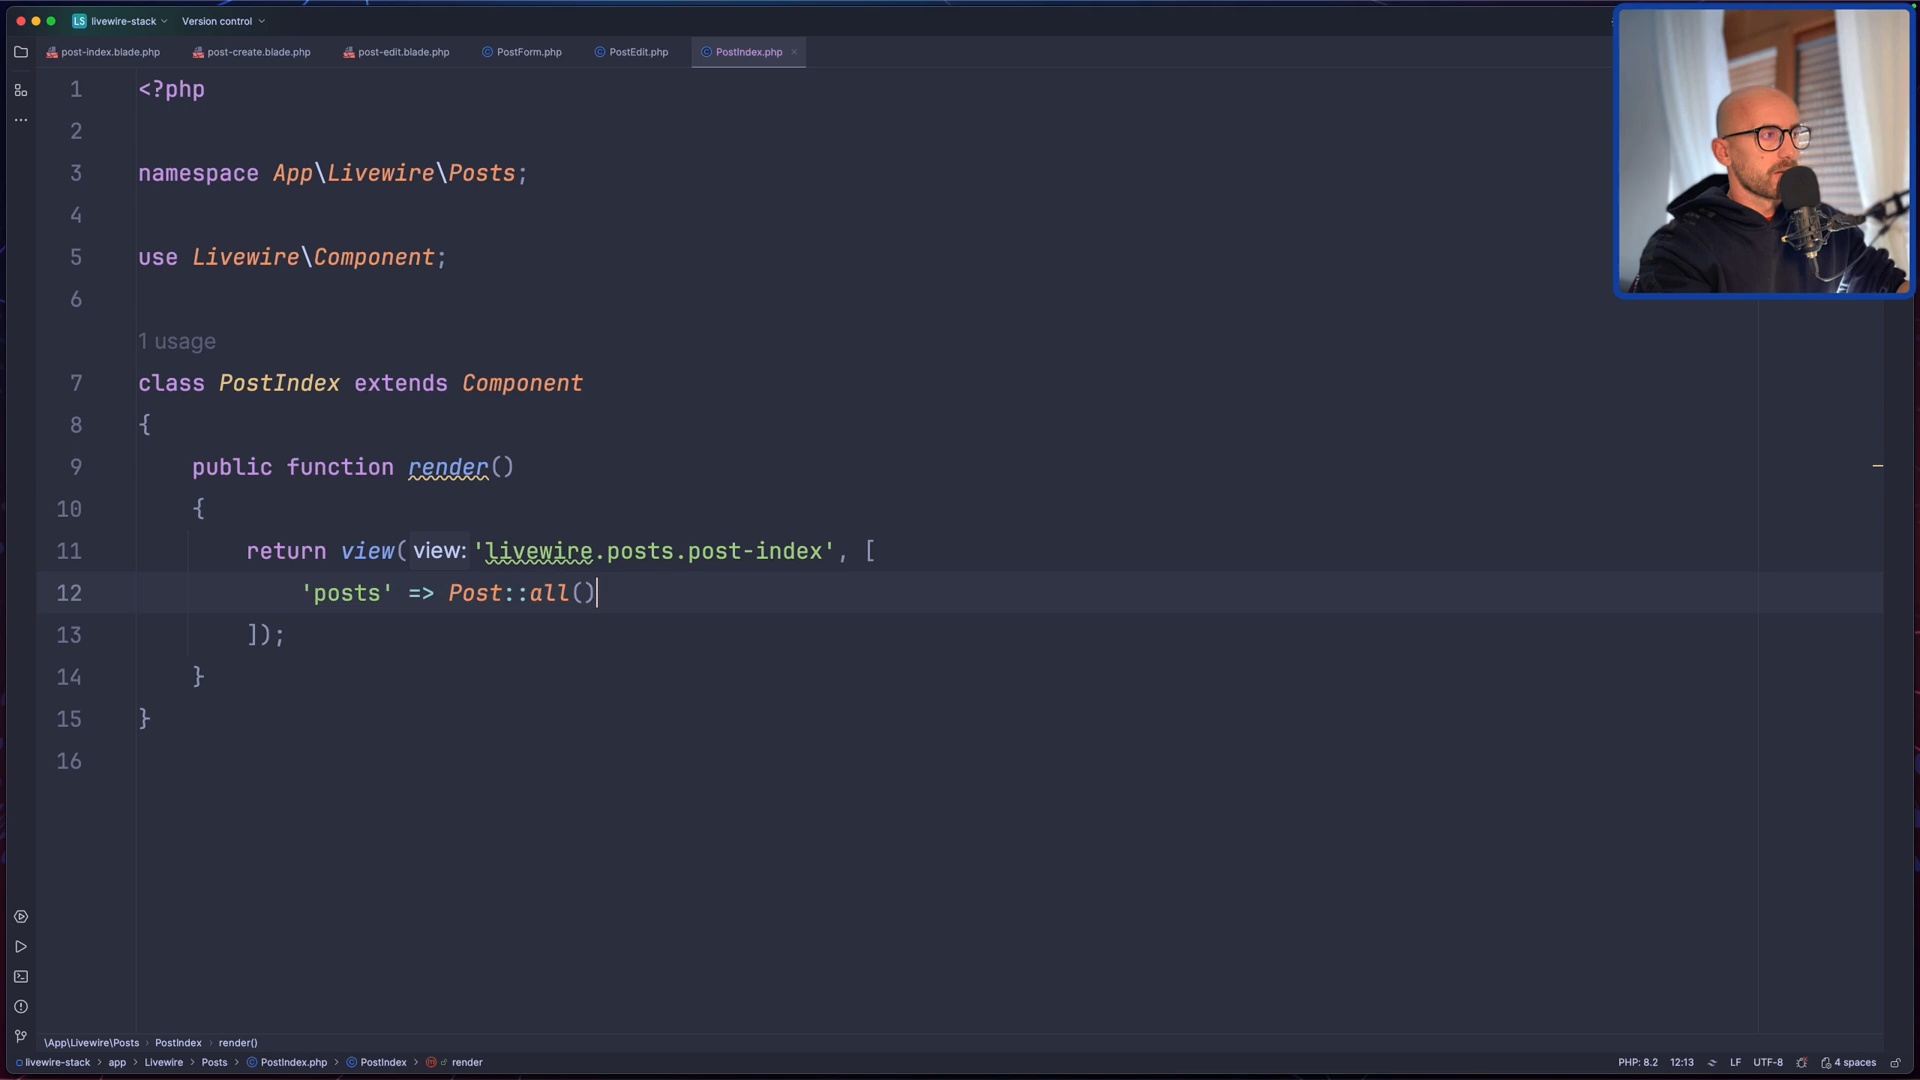 LS livewire-stack Version control
post-index.blade.php post-create.blade.php post-edit.blade.php PostForm.php PostEdit.php PostIndex.php
1 <?php
2
3 namespace App\Livewire\Posts;
4
5 use Livewire\Component;
6
1 usage
7 class PostIndex extends Component
8 {
9 public function render()
10 {
11 return view( view: 'livewire.posts.post-index', [
12 'posts' => Post::all()
13 ]);
14 }
15 }
16
\App\Livewire\Posts PostIndex render()
livewire-stack app Livewire Posts PostIndex.php PostIndex render PHP: 8.2 12:13 LF UTF-8 4 spaces